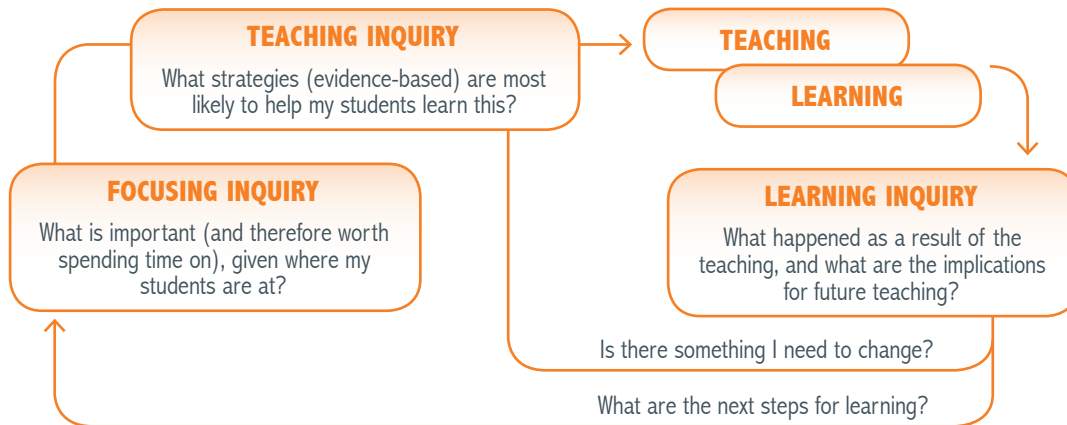 TEACHING INQUIRY
What strategies (evidence-based) are most
likely to help my students learn this?
TEACHING
LEARNING
FOCUSING INQUIRY
What is important (and therefore worth
spending time on), given where my
students are at?
LEARNING INQUIRY
What happened as a result of the
teaching, and what are the implications
for future teaching?
Is there something I need to change?
What are the next steps for learning?